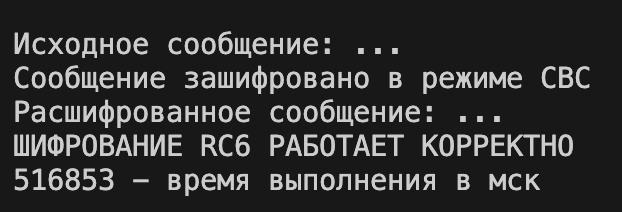 Исходное сообщение: ...
Сообщение зашифровано в режиме CBC
Расшифрованное сообщение: ...
ШИФРОВАНИЕ RC6 РАБОТАЕТ КОРРЕКТНО
516853 – время выполнения в мск